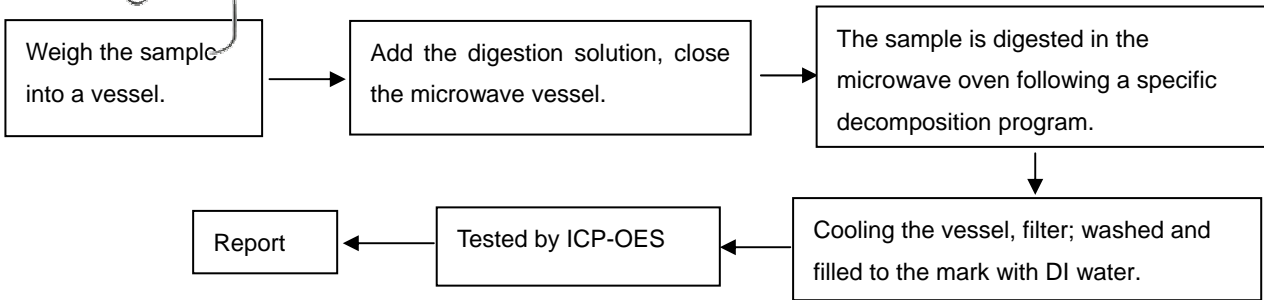 Weigh the sample
into a vessel.
Add the digestion solution, close
the microwave vessel.
The sample is digested in the
microwave oven following a specific
decomposition program.
Cooling the vessel, filter; washed and
filled to the mark with DI water.
Tested by ICP-OES
Report